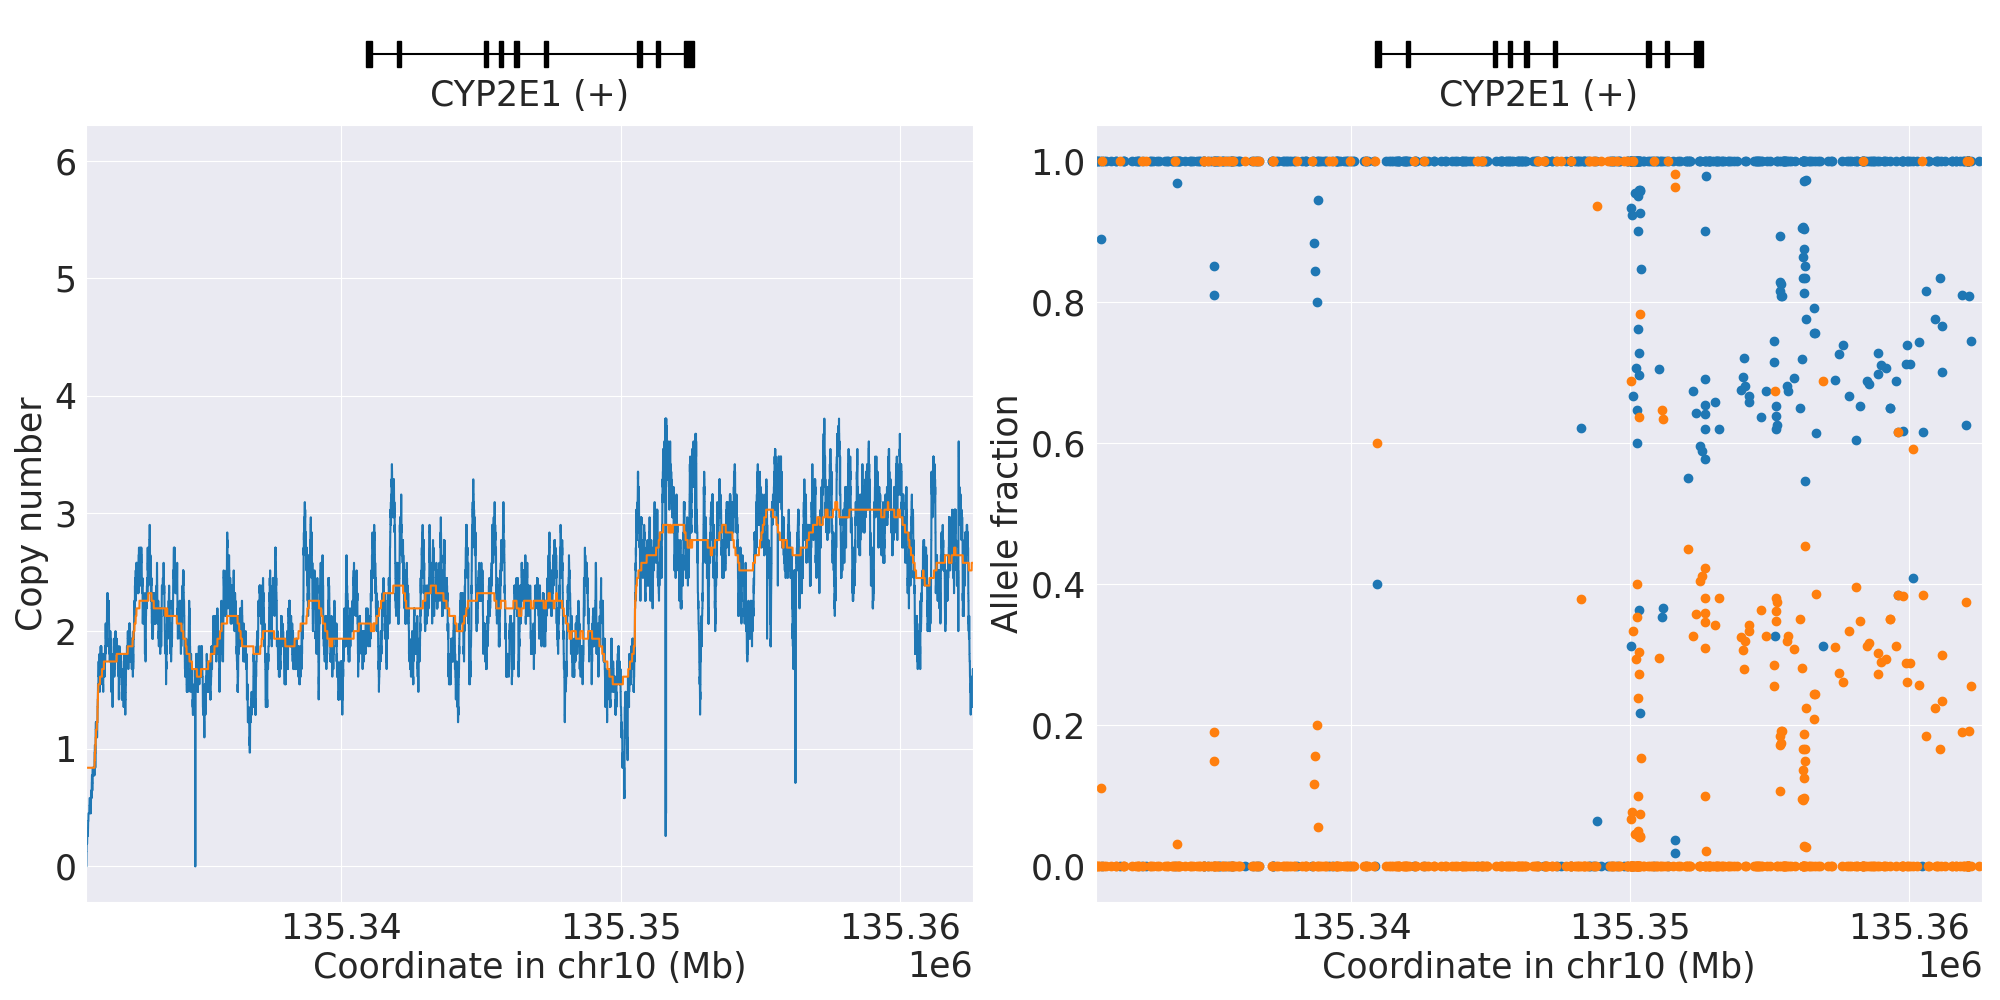 CYP2E1 (+)
Copy number
6
5
4
3
2
1
0
135.34
135.35
135.36
Coordinate in chr10 (Mb)
1e6
CYP2E1 (+)
Allele fraction
1.0
0.8
0.6
0.4
0.2
0.0
135.34
135.35
135.36
Coordinate in chr10 (Mb)
1e6